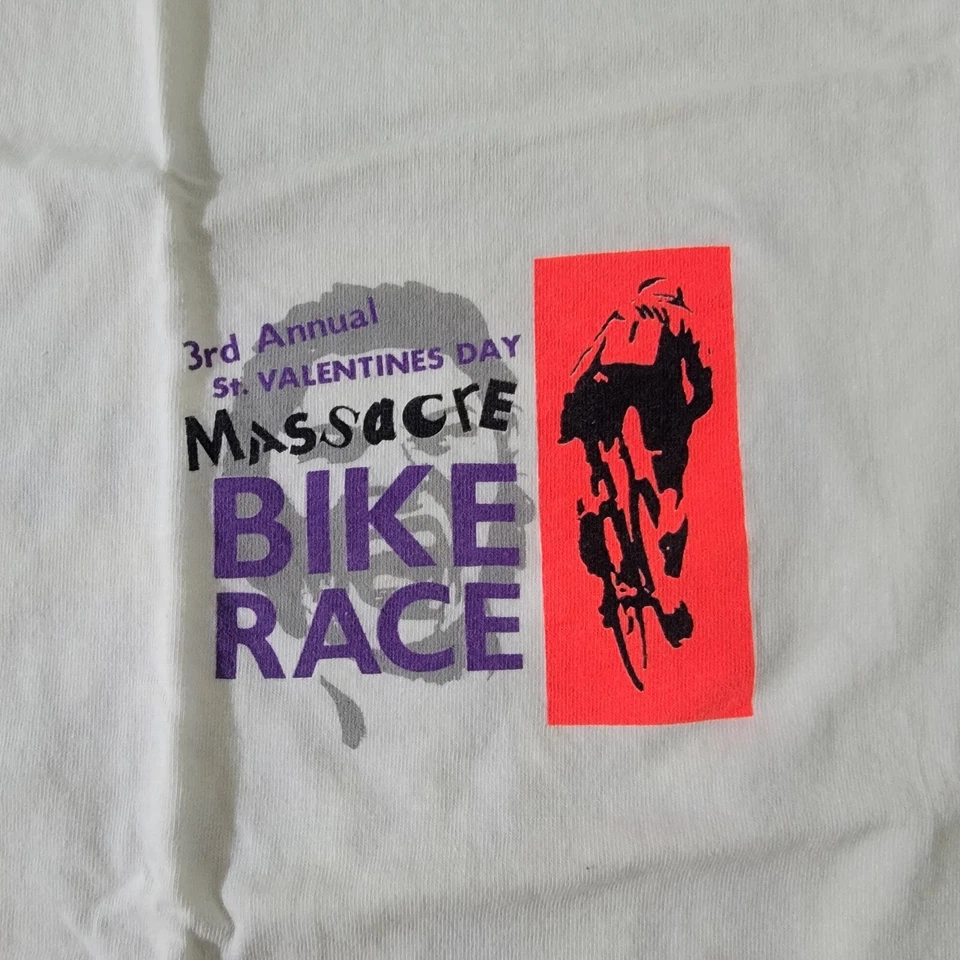 3rd Annual
St. VALENTINES DAY
MASSaCrE
BIKE
RACE